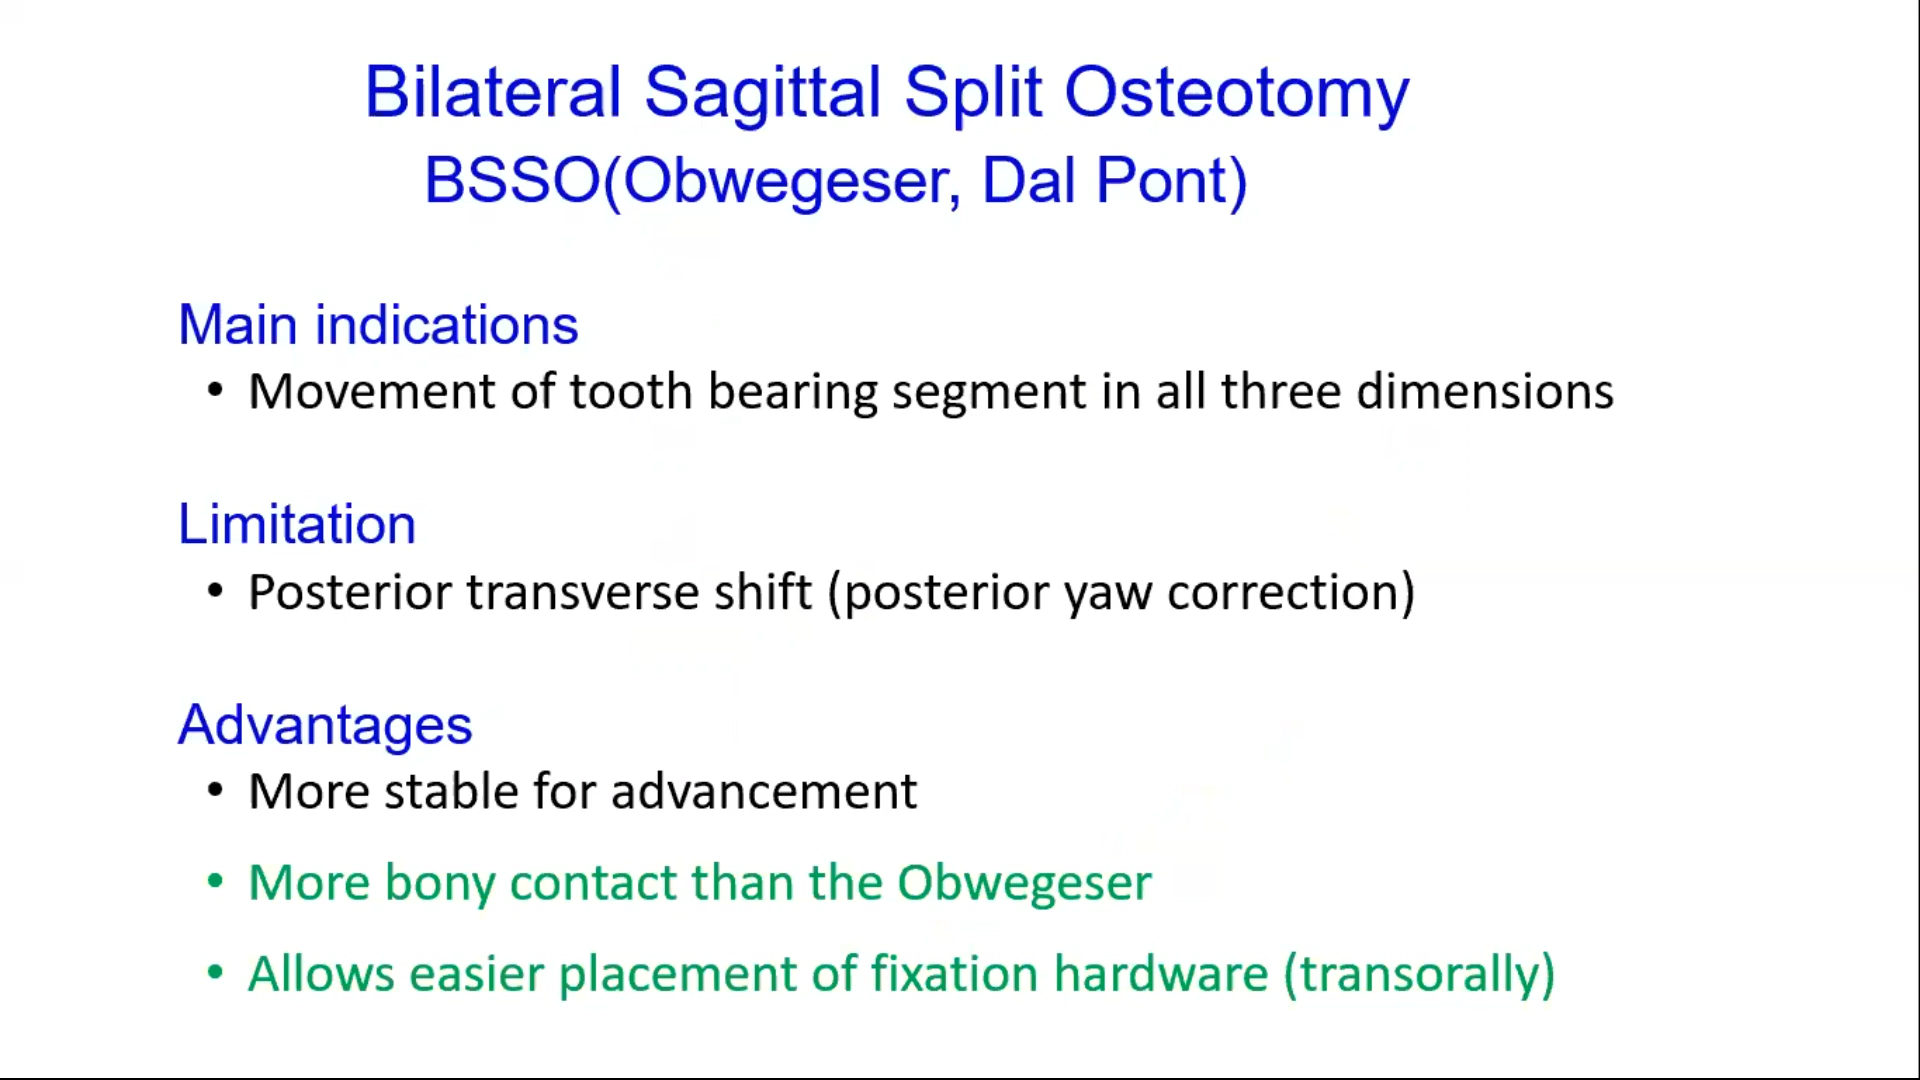 Bilateral Sagittal Split Osteotomy
BSSO(Obwegeser, Dal Pont)
Main indications
• Movement of tooth bearing segment in all three dimensions
Limitation
• Posterior transverse shift (posterior yaw correction)
Advantages
• More stable for advancement
• More bony contact than the Obwegeser
• Allows easier placement of fixation hardware (transorally)